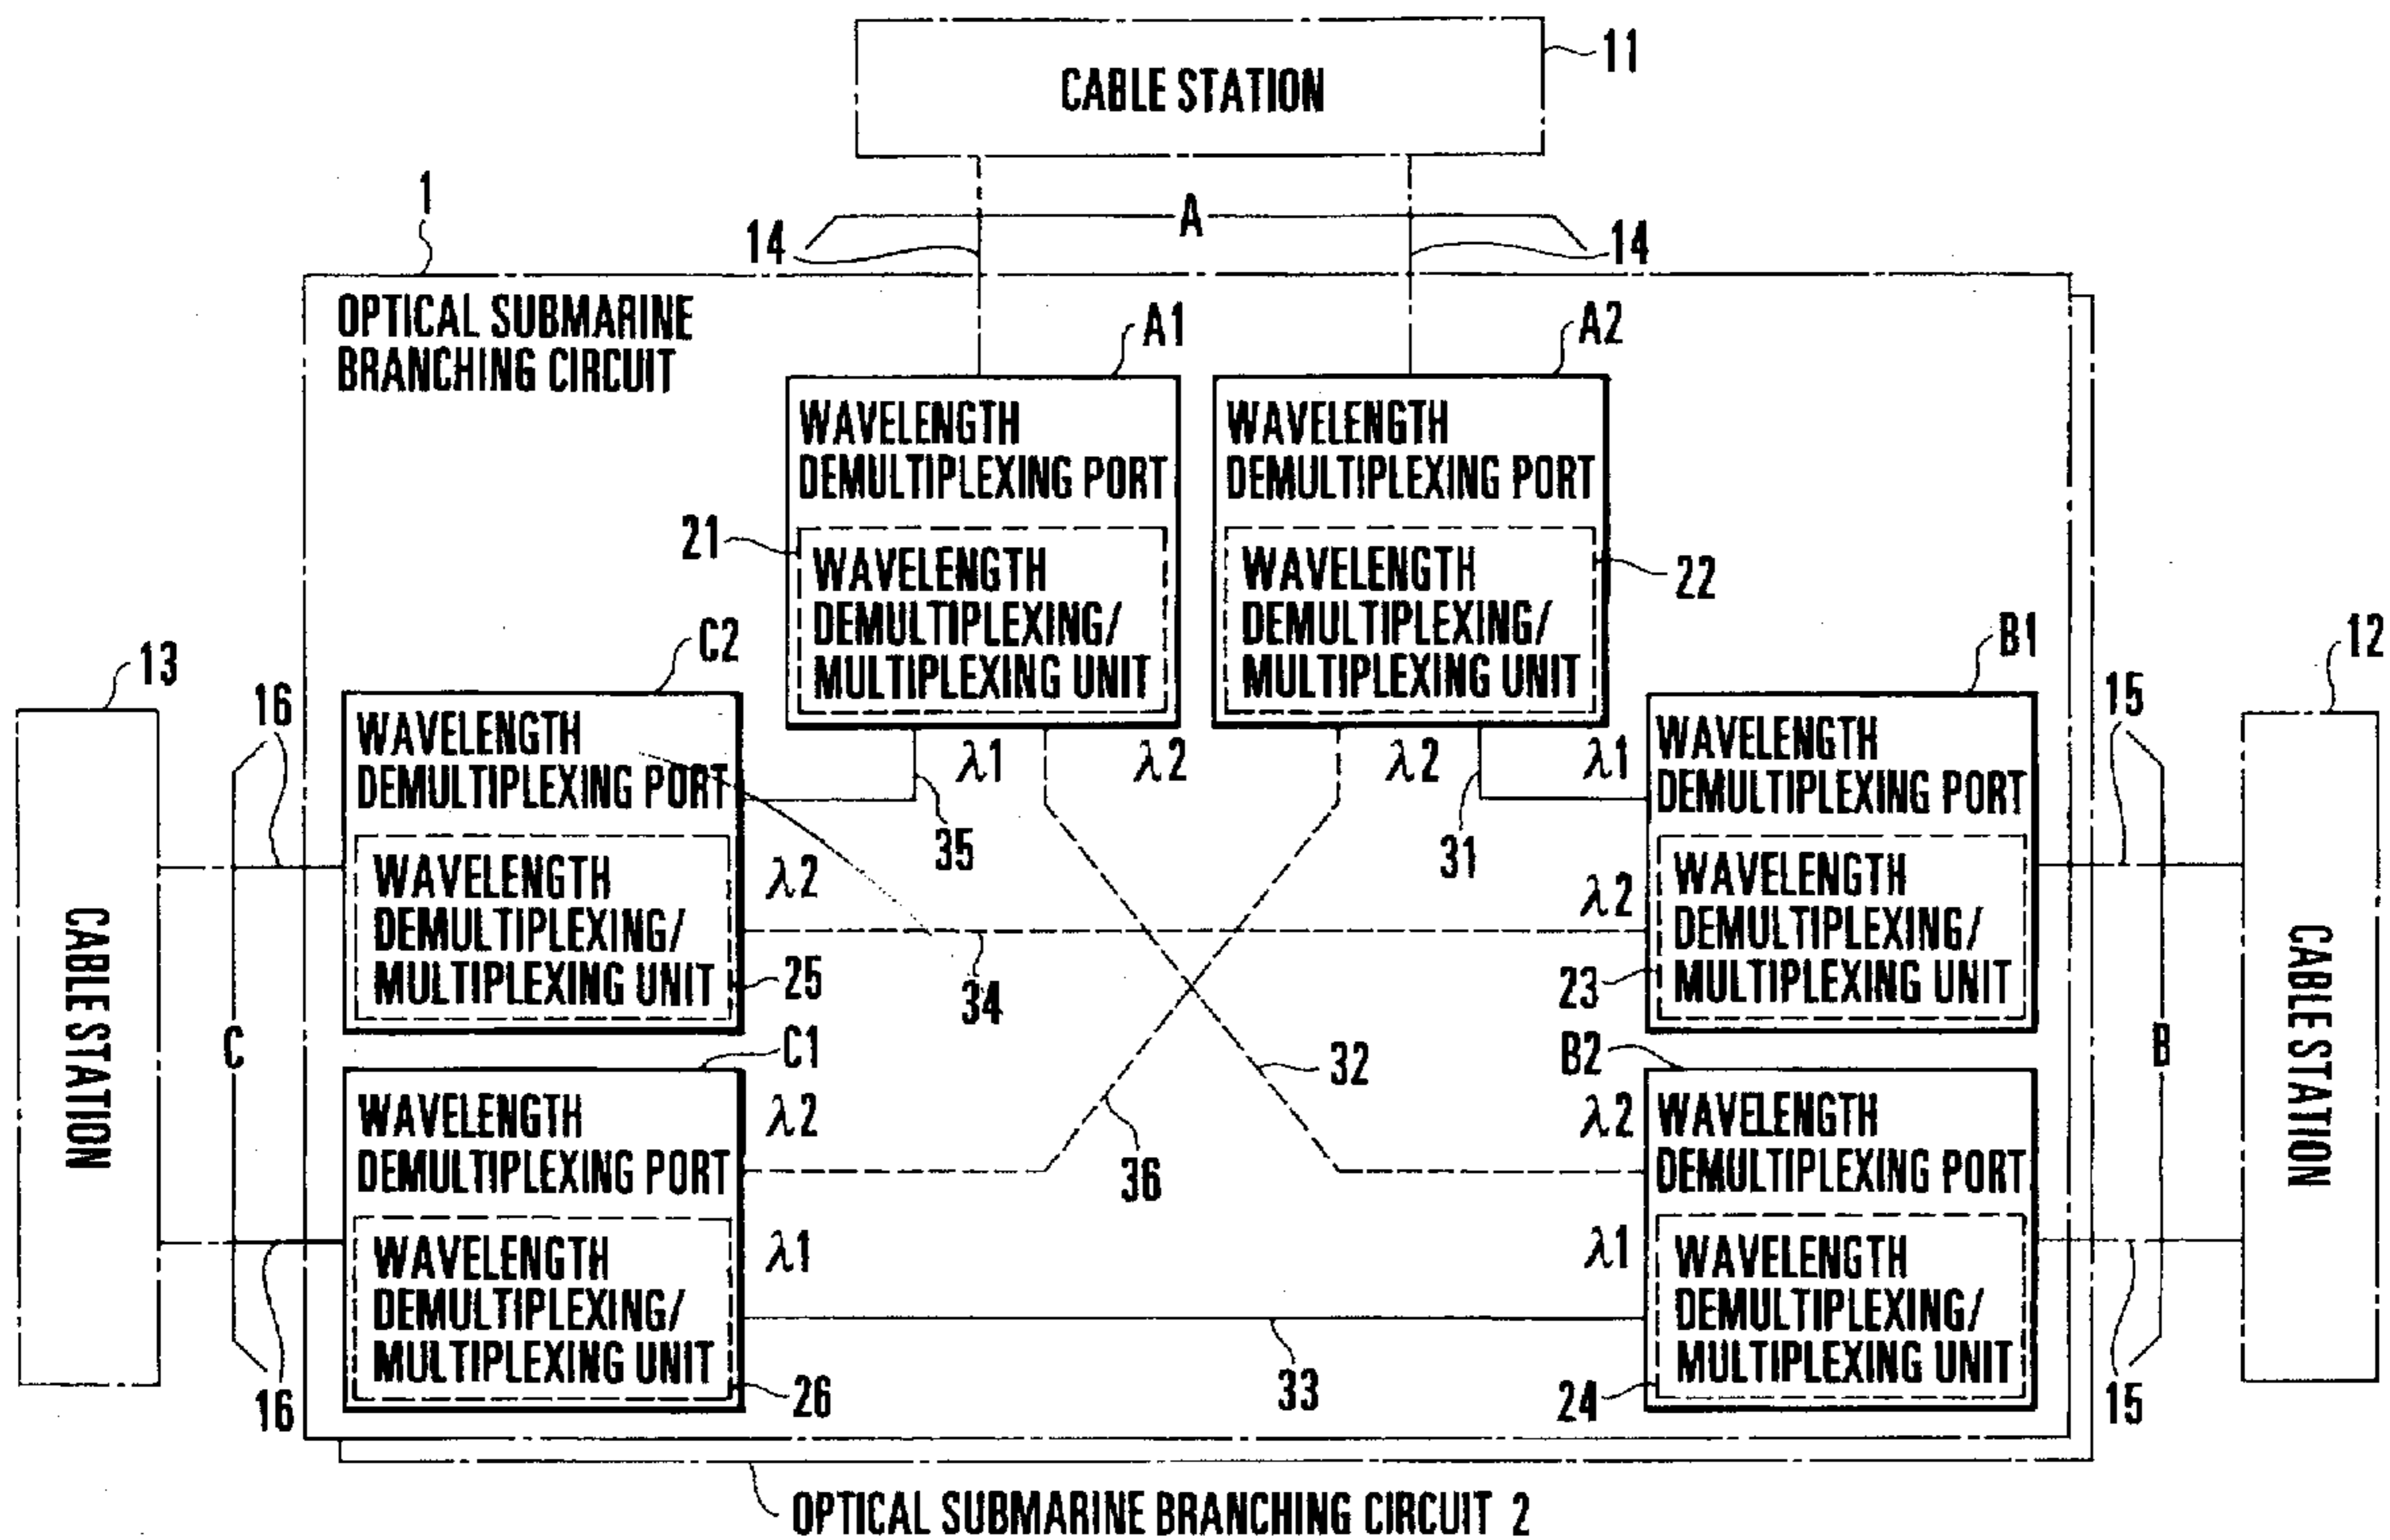 11
CABLE STATION
1
A
14
14
OPTICAL SUBMARINE
BRANCHING CIRCUIT
A1
A2
WAVELENGTH
DEMULTIPLEXING PORT
WAVELENGTH
DEMULTIPLEXING PORT
21
WAVELENGTH
DEMULTIPLEXING/
MULTIPLEXING UNIT
WAVELENGTH
DEMULTIPLEXING/
MULTIPLEXING UNIT
22
13
16
C2
B1
15
12
WAVELENGTH
DEMULTIPLEXING PORT
λ1
λ2
λ2
λ1
WAVELENGTH
DEMULTIPLEXING PORT
35
31
WAVELENGTH
DEMULTIPLEXING/
MULTIPLEXING UNIT
λ2
λ2
WAVELENGTH
DEMULTIPLEXING/
MULTIPLEXING UNIT
25
34
23
CABLE STATION
C
C1
32
B2
B
CABLE STATION
WAVELENGTH
DEMULTIPLEXING PORT
λ2
36
λ2
WAVELENGTH
DEMULTIPLEXING PORT
WAVELENGTH
DEMULTIPLEXING/
MULTIPLEXING UNIT
λ1
λ1
WAVELENGTH
DEMULTIPLEXING/
MULTIPLEXING UNIT
16
26
33
24
15
OPTICAL SUBMARINE BRANCHING CIRCUIT 2